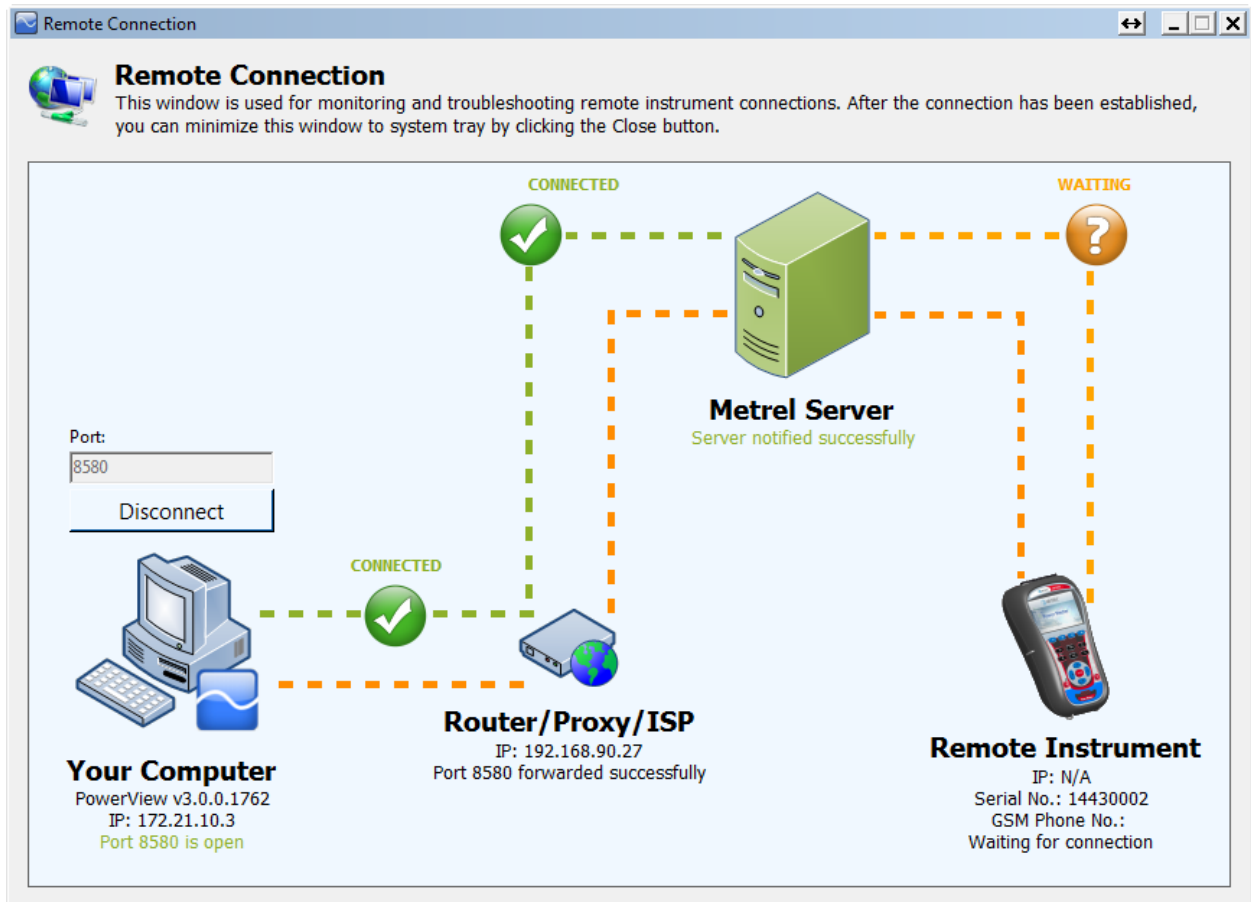 Remote Connection
Remote Connection
This window is used for monitoring and troubleshooting remote instrument connections. After the connection has been established,
you can minimize this window to system tray by clicking the Close button.
CONNECTED
WAITING
Metrel Server
Server notified successfully
Port:
8580
Disconnect
CONNECTED
Router/Proxy/ISP
IP: 192.168.90.27
Port 8580 forwarded successfully
Your Computer
PowerView v3.0.0.1762
IP: 172.21.10.3
Port 8580 is open
Remote Instrument
IP: N/A
Serial No.: 14430002
GSM Phone No.:
Waiting for connection